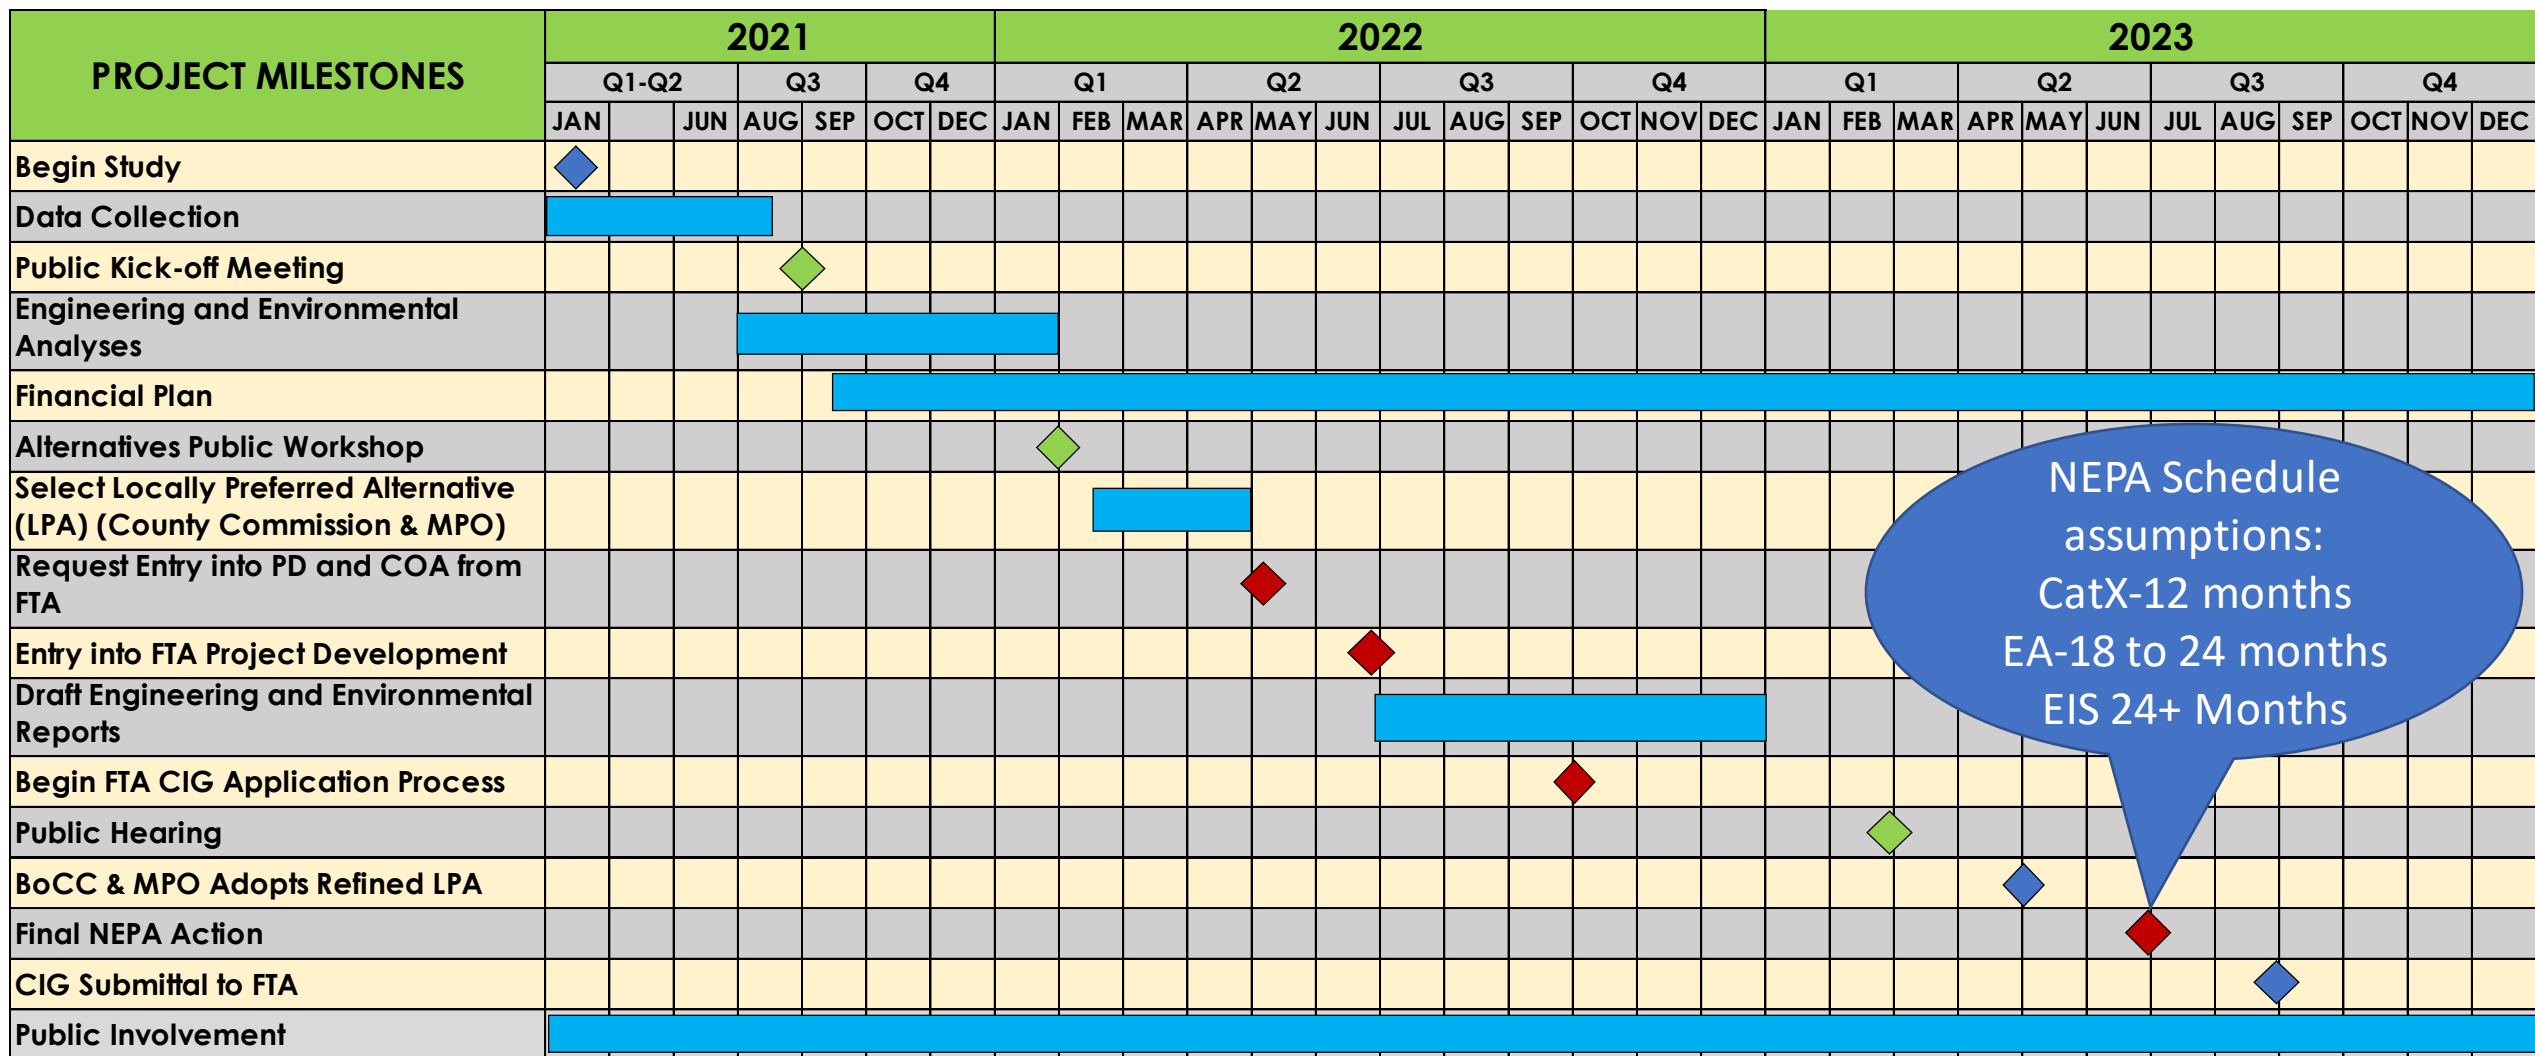 PROJECT MILESTONES
2021 2022 2023
Q1-Q2 Q3 Q4 Q1 Q2 Q3 Q4 Q1 Q2 Q3 Q4
JAN JUN AUG SEP OCT DEC JAN FEB MAR APR MAY JUN JUL AUG SEP OCT NOV DEC JAN FEB MAR APR MAY JUN JUL AUG SEP OCT NOV DEC
Begin Study
Data Collection
Public Kick-off Meeting
Engineering and Environmental
Analyses
Financial Plan
Alternatives Public Workshop
Select Locally Preferred Alternative
(LPA) (County Commission & MPO)
Request Entry into PD and COA from
FTA
Entry into FTA Project Development
Draft Engineering and Environmental
Reports
Begin FTA CIG Application Process
Public Hearing
BoCC & MPO Adopts Refined LPA
Final NEPA Action
CIG Submittal to FTA
Public Involvement
NEPA Schedule
assumptions:
CatX-12 months
EA-18 to 24 months
EIS 24+ Months